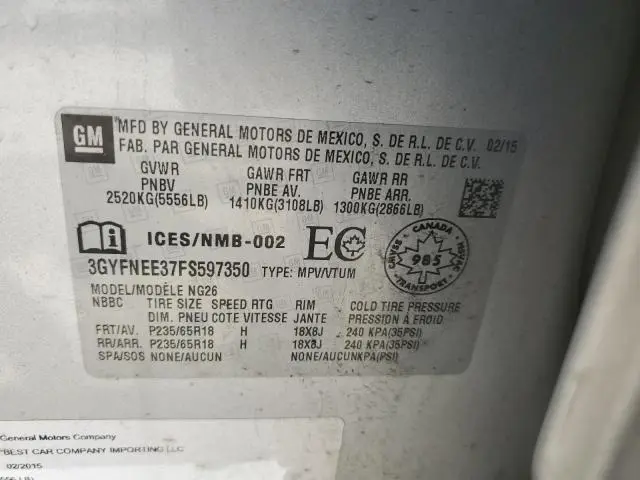 GM
*MFD BY GENERAL MOTORS DE MEXICO, S. DE R.L. DE C.V. 02/15
FAB. PAR GENERAL MOTORS DE MEXICO, S. DE R.L. DE C.V.
GVWR GAWR FRT GAWR RR
PNBV PNBE AV. PNBE ARR.
2520KG(5556LB) 1410KG(3108LB) 1300KG(2866LB)
i ICES/NMB-002 EC
CANADA
CMVSS NSVAC
985
TRANSPORT
3GYFNEE37FS597350 TYPE: MPV/VTUM
MODEL/MODÈLE NG26
NBBC TIRE SIZE SPEED RTG RIM COLD TIRE PRESSURE
DIM. PNEU COTE VITESSE JANTE PRESSION À FROID
FRT/AV. P235/65R18 H 18X8J 240 KPA(35PSI)
RR/ARR. P235/65R18 H 18X8J 240 KPA(35PSI)
SPA/SOS NONE/AUCUN NONE/AUCUNKPA(PSI)
General Motors Company
*BEST CAR COMPANY IMPORTING LLC
02/2015